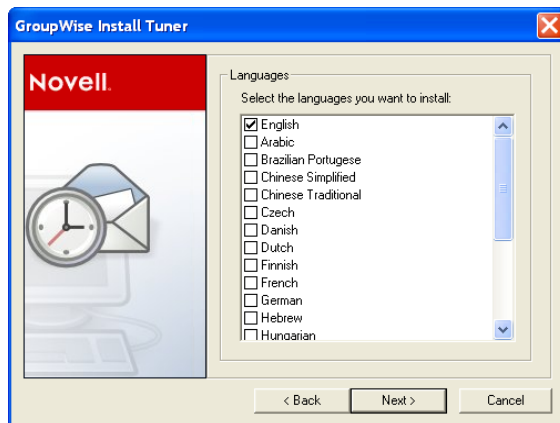 GroupWise Install Tuner
Novell.
Languages
Select the languages you want to install:
English
Arabic
Brazilian Portugese
Chinese Simplified
Chinese Traditional
Czech
Danish
Dutch
Finnish
French
German
Hebrew
Hungarian
< Back
Next >
Cancel